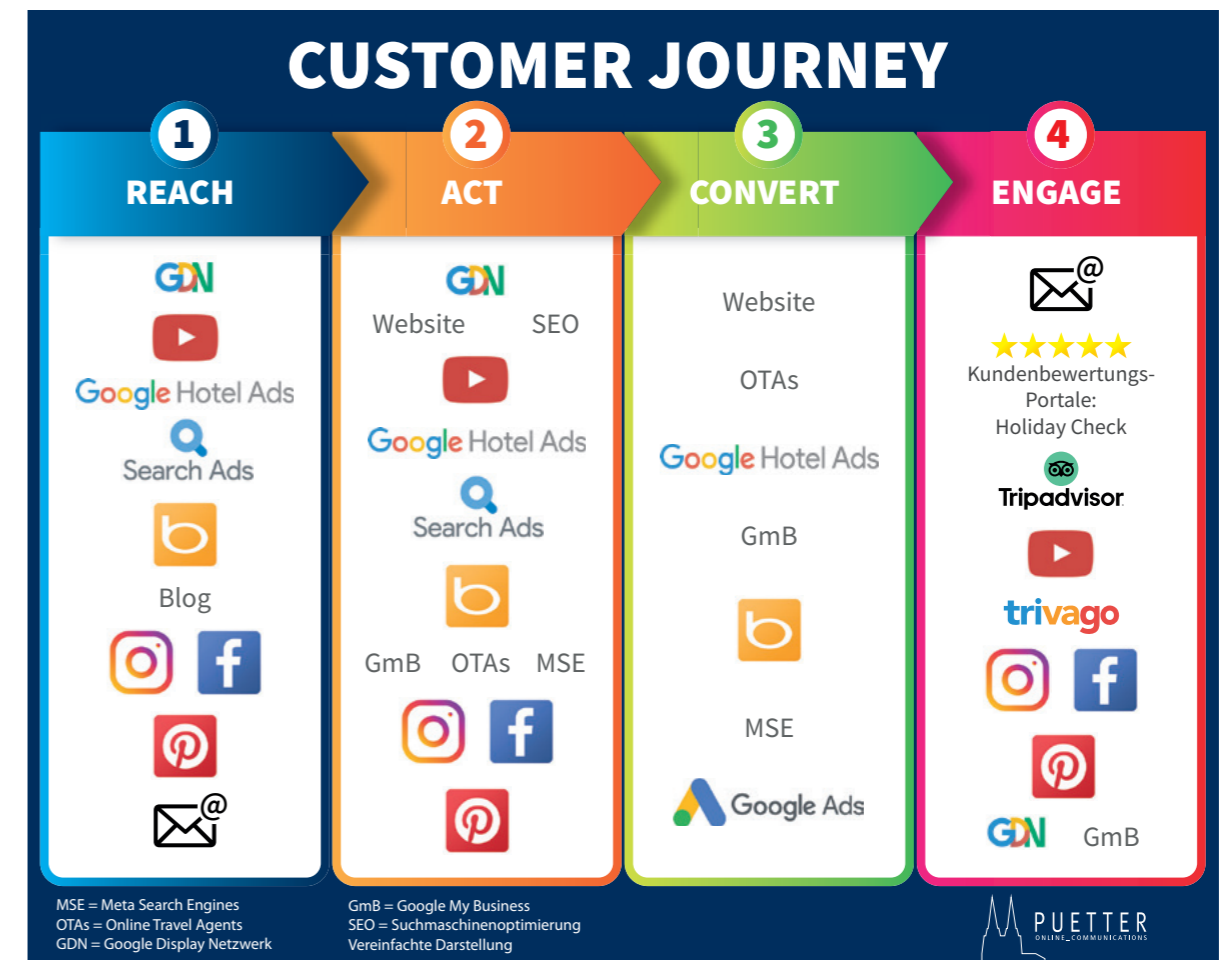 CUSTOMER JOURNEY
1
REACH
GDN
Google Hotel Ads
Search Ads
b
Blog
f
@
2
ACT
GDN
Website SEO
Google Hotel Ads
Search Ads
b
GmB OTAs MSE
f
3
CONVERT
Website
OTAs
Google Hotel Ads
GmB
b
MSE
Google Ads
4
ENGAGE
@
Kundenbewertungs-
Portale:
Holiday Check
Tripadvisor
trivago
f
GDN GmB
MSE = Meta Search Engines
OTAs = Online Travel Agents
GDN = Google Display Netzwerk
GmB = Google My Business
SEO = Suchmaschinenoptimierung
Vereinfachte Darstellung
PUETTER
ONLINE_COMMUNICATIONS